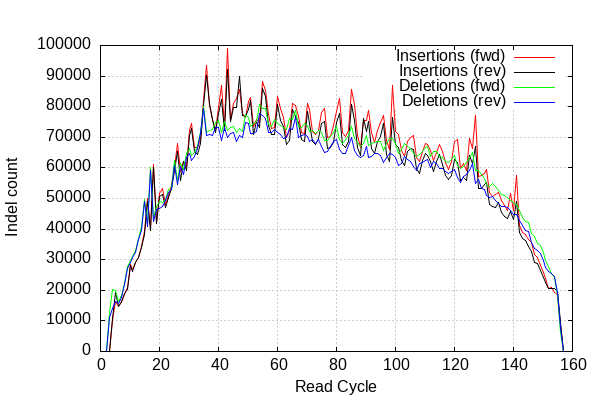 Insertions (fwd)
Insertions (rev)
Deletions (fwd)
Deletions (rev)
100000
90000
80000
70000
60000
50000
40000
30000
20000
10000
0
Indel count
0 20 40 60 80 100 120 140 160
Read Cycle